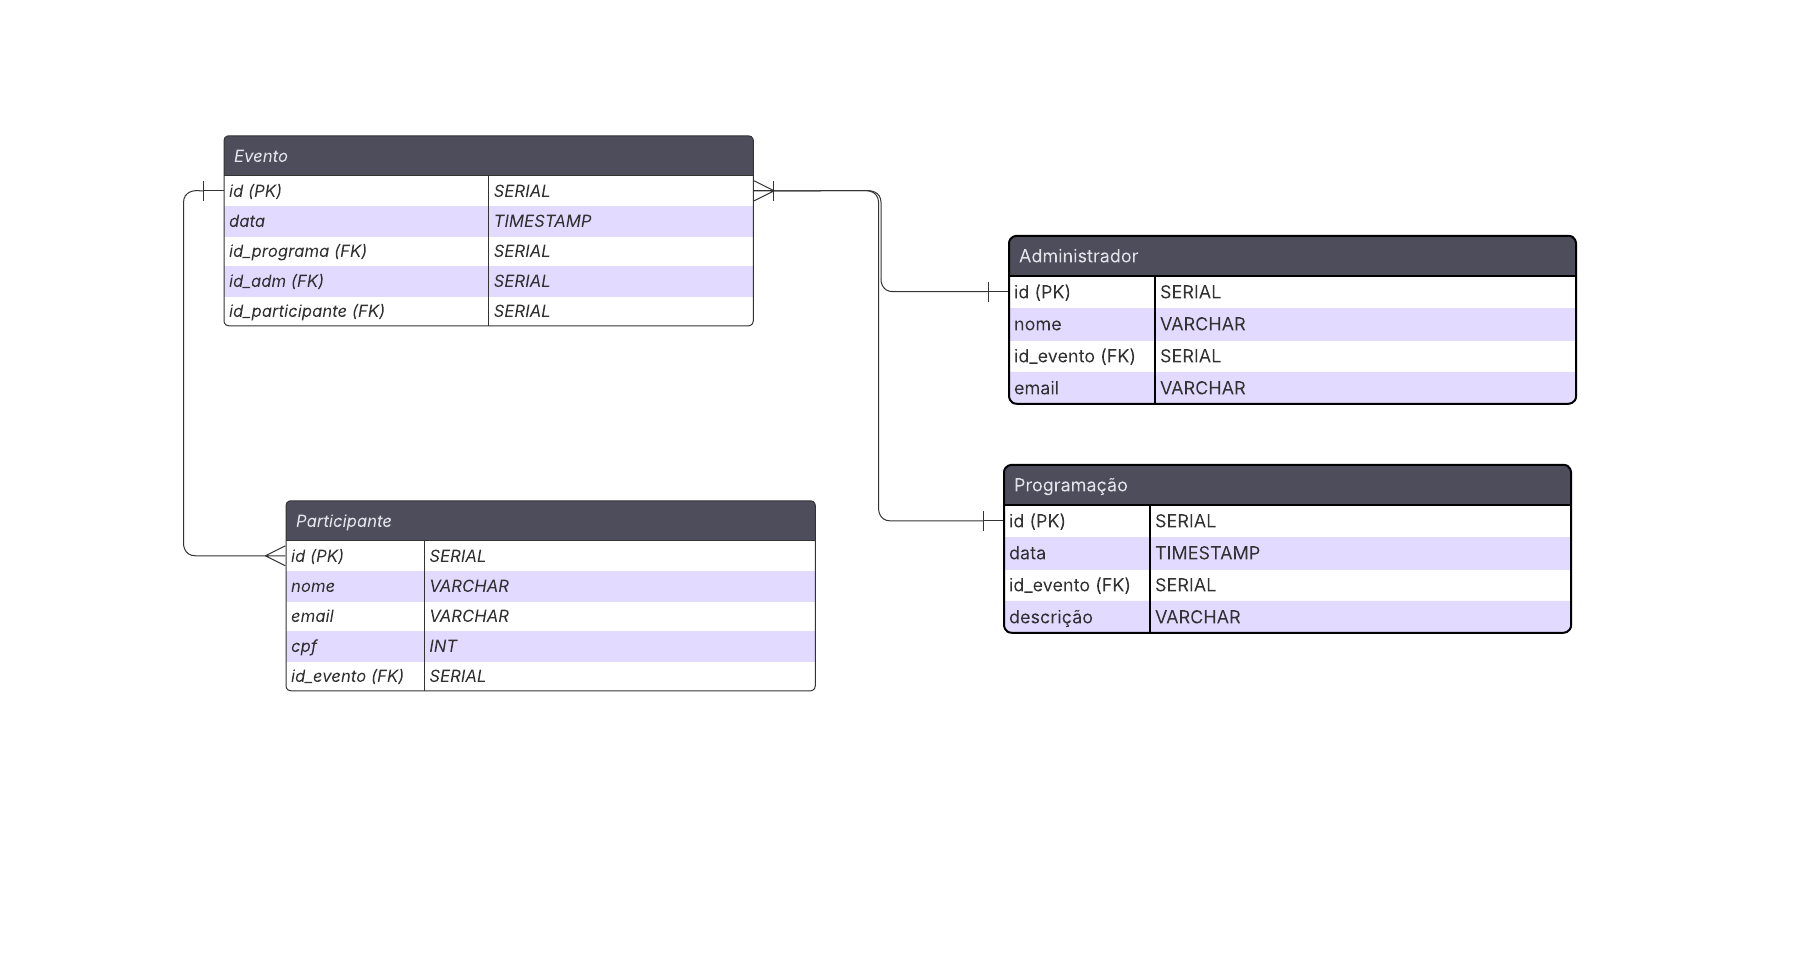 Evento
id (PK) SERIAL
data TIMESTAMP
id_programa (FK) SERIAL
id_adm (FK) SERIAL
id_participante (FK) SERIAL
Administrador
id (PK) SERIAL
nome VARCHAR
id_evento (FK) SERIAL
email VARCHAR
Programação
id (PK) SERIAL
data TIMESTAMP
id_evento (FK) SERIAL
descrição VARCHAR
Participante
id (PK) SERIAL
nome VARCHAR
email VARCHAR
cpf INT
id_evento (FK) SERIAL